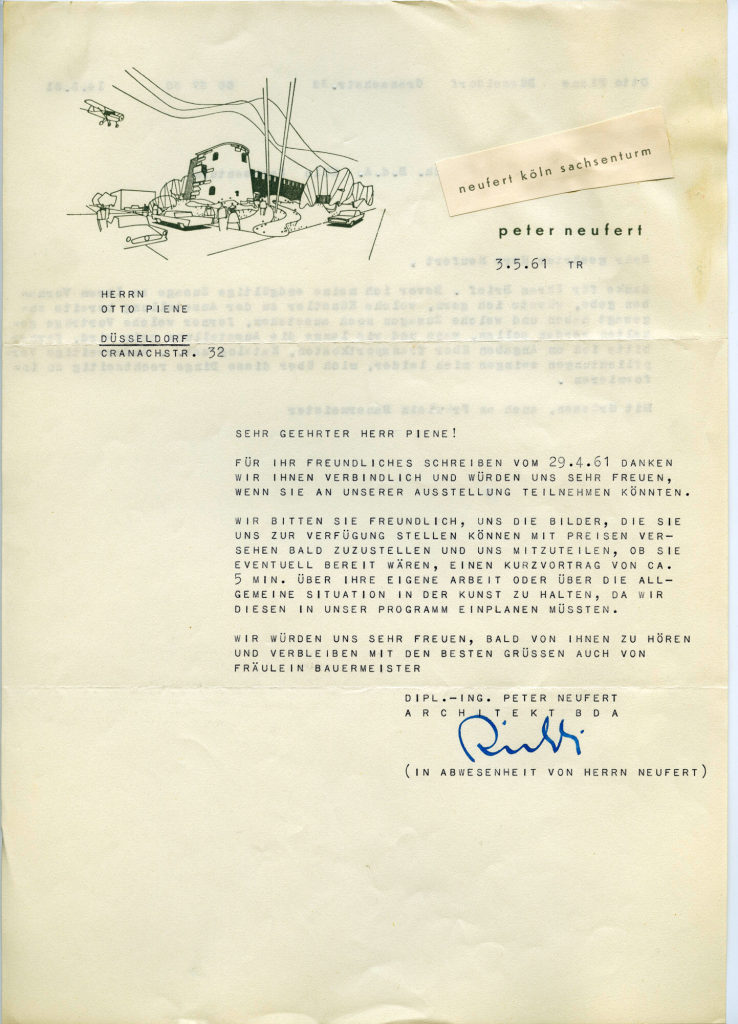 neufert köln sachsenturm
peter neufert
3.5.61 TR
HERRN
OTTO PIENE
DÜSSELDORF
CRANACHSTR. 32
SEHR GEEHRTER HERR PIENE!
FÜR IHR FREUNDLICHES SCHREIBEN VOM 29.4.61 DANKEN
WIR IHNEN VERBINDLICH UND WÜRDEN UNS SEHR FREUEN,
WENN SIE AN UNSERER AUSSTELLUNG TEILNEHMEN KÖNNTEN.
WIR BITTEN SIE FREUNDLICH, UNS DIE BILDER, DIE SIE
UNS ZUR VERFÜGUNG STELLEN KÖNNEN MIT PREISEN VER-
SEHEN BALD ZUZUSTELLEN UND UNS MITZUTEILEN, OB SIE
EVENTUELL BEREIT WÄREN, EINEN KURZVORTRAG VON CA.
5 MIN. ÜBER IHRE EIGENE ARBEIT ODER ÜBER DIE ALL-
GEMEINE SITUATION IN DER KUNST ZU HALTEN, DA WIR
DIESEN IN UNSER PROGRAMM EINPLANEN MÜSSTEN.
WIR WÜRDEN UNS SEHR FREUEN, BALD VON IHNEN ZU HÖREN
UND VERBLEIBEN MIT DEN BESTEN GRÜSSEN AUCH VON
FRÄULEIN BAUERMEISTER
DIPL.-ING. PETER NEUFERT
ARCHITEKT BDA
(IN ABWESENHEIT VON HERRN NEUFERT)